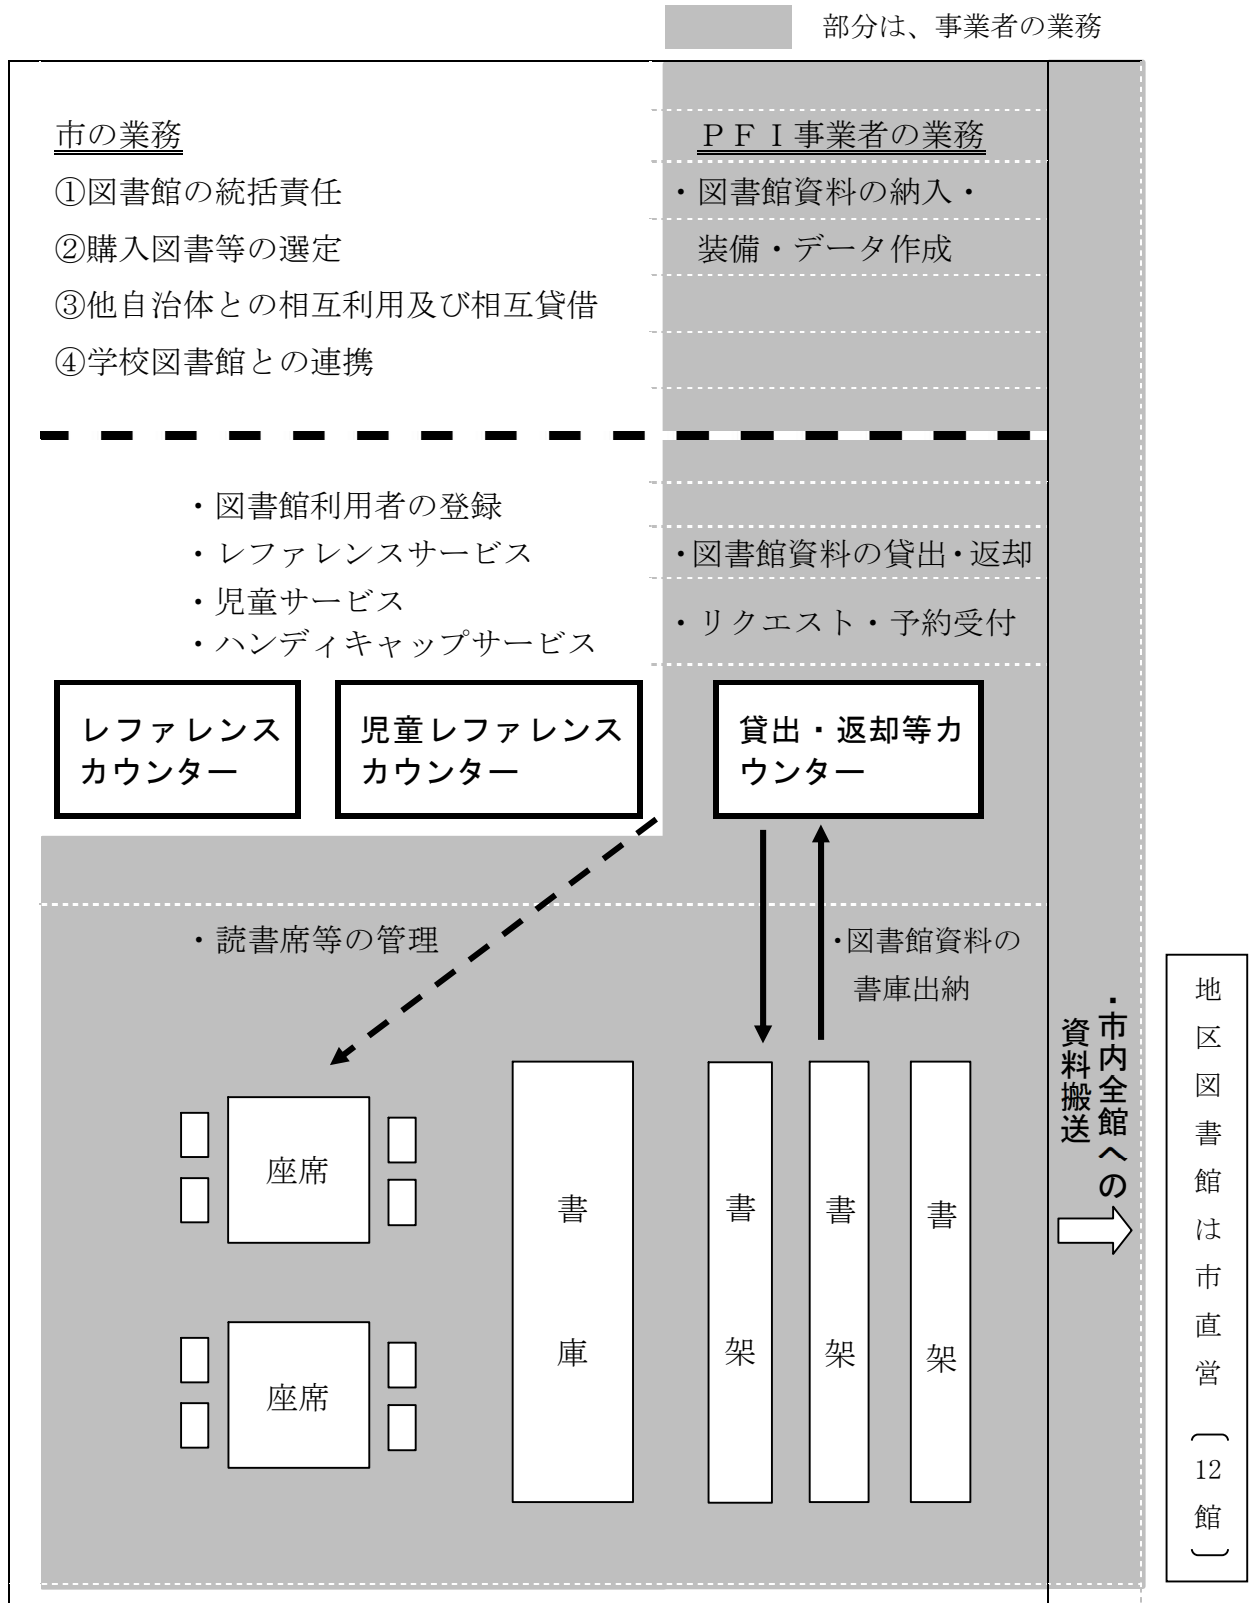 部分は、事業者の業務
市の業務
①図書館の統括責任
②購入図書等の選定
③他自治体との相互利用及び相互貸借
④学校図書館との連携
ＰＦＩ事業者の業務
・図書館資料の納入・
装備・データ作成
・図書館利用者の登録
・レファレンスサービス
・児童サービス
・ハンディキャップサービス
・図書館資料の貸出・返却
・リクエスト・予約受付
レファレンス
カウンター
児童レファレンス
カウンター
貸出・返却等カ
ウンター
・読書席等の管理
・図書館資料の
書庫出納
座席
座席
書庫
書架
書架
書架
・市内全館への
資料搬送
地区図書館は市直営〔12館〕